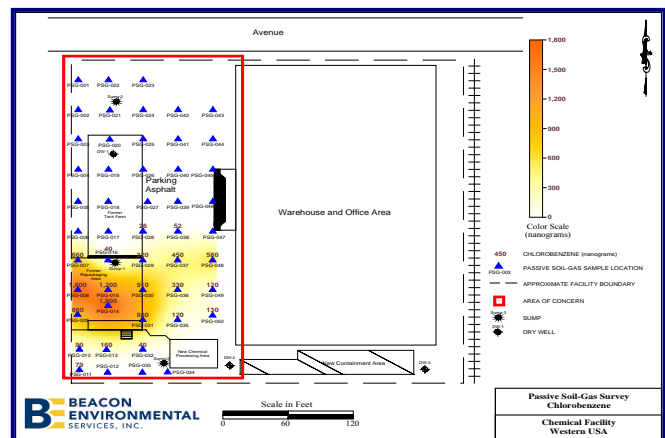 Avenue
PSG-001 PSG-022 PSG-023
Sump-2
PSG-002 PSG-021 PSG-024 PSG-042 PSG-043
PSG-003 PSG-020 PSG-025 PSG-041 PSG-044
DW-1
PSG-004 PSG-019 PSG-026 PSG-040 PSG-045
Parking
Asphalt
PSG-005 PSG-018 PSG-027 PSG-039 PSG-046
Former
Tank Farm
26 52
PSG-006 PSG-017 PSG-028 PSG-038 PSG-047
40
PSG-016
660 120 450 580
PSG-007 Sump-1 PSG-029 PSG-037 PSG-048
Former
Repackaging
Area
1,200 910 330 120
PSG-008 PSG-015 PSG-030 PSG-036 PSG-049
PSG-014
120 130
PSG-009 PSG-031 PSG-035 PSG-050
90 160 40
PSG-010 PSG-013 PSG-032
New Chemical
Processing Area
PSG-011 PSG-012 PSG-033 PSG-034
DW-2
New Containment Area
DW-3
Warehouse and Office Area
1,800
1,500
1,200
900
600
300
0
Color Scale
(nanograms)
450 CHLOROBENZENE (nanograms)
PSG-003 PASSIVE SOIL-GAS SAMPLE LOCATION
APPROXIMATE FACILITY BOUNDARY
AREA OF CONCERN
Sump-3 SUMP
DW-1 DRY WELL
BEACON
ENVIRONMENTAL
SERVICES, INC.
Scale in Feet
0 60 120
Passive Soil-Gas Survey
Chlorobenzene
Chemical Facility
Western USA